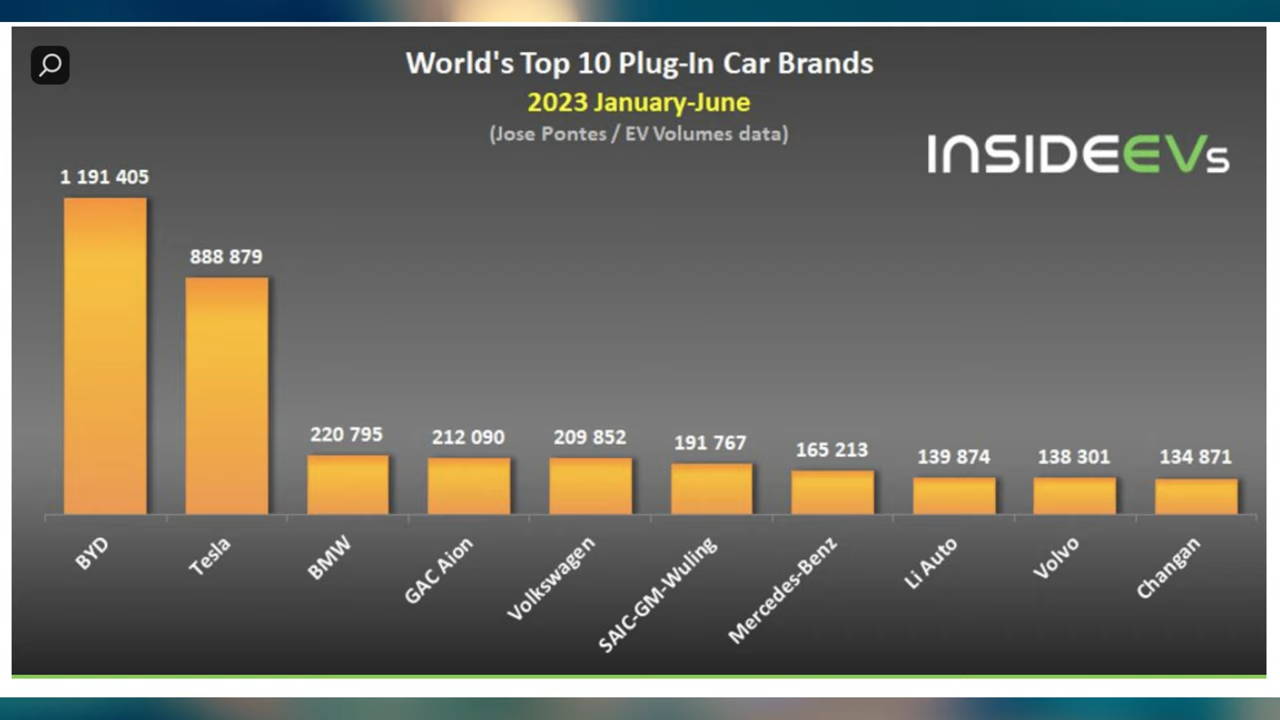 World's Top 10 Plug-In Car Brands
2023 January-June
(Jose Pontes / EV Volumes data)
INSIDEEVs
1 191 405
888 879
220 795
212 090
209 852
191 767
165 213
139 874
138 301
134 871
BYD
Tesla
BMW
GAC Aion
Volkswagen
SAIC-GM-Wuling
Mercedes-Benz
Li Auto
Volvo
Changan